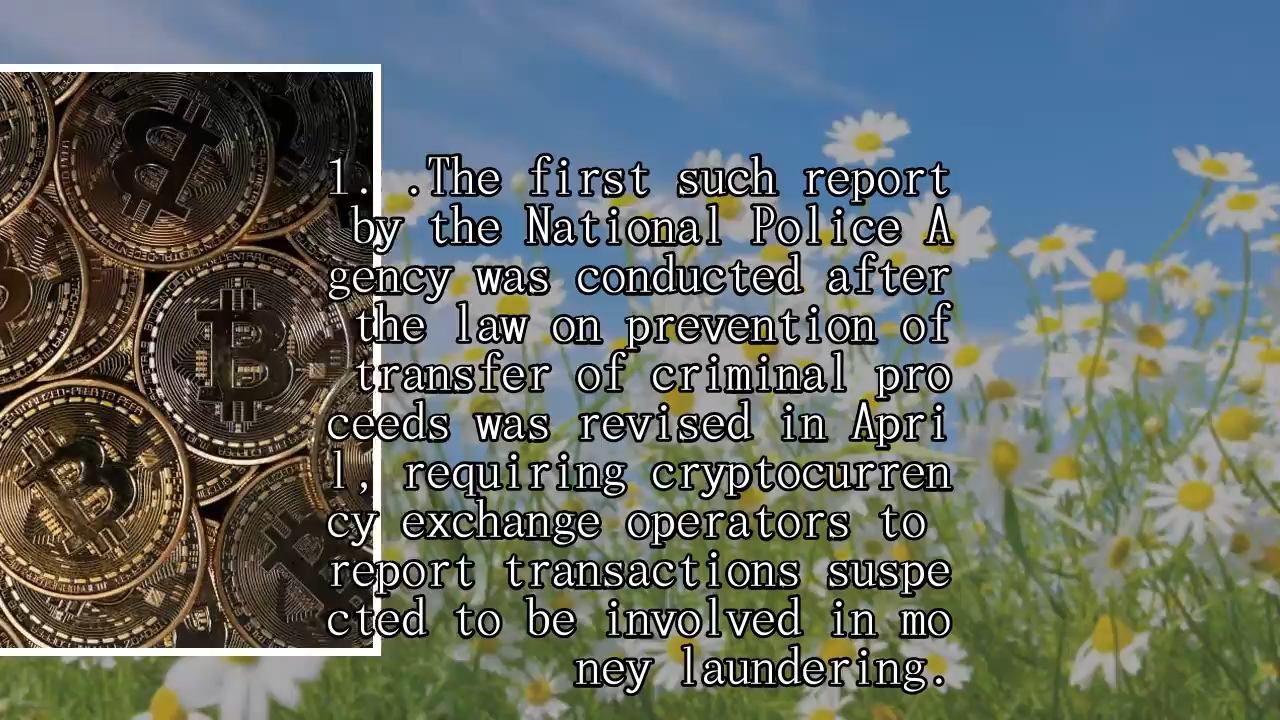 1. .The first such report
by the National Police A
gency was conducted after
the law on prevention of
transfer of criminal pro
ceeds was revised in Apri
l, requiring cryptocurren
cy exchange operators to
report transactions suspe
cted to be involved in mo
ney laundering.